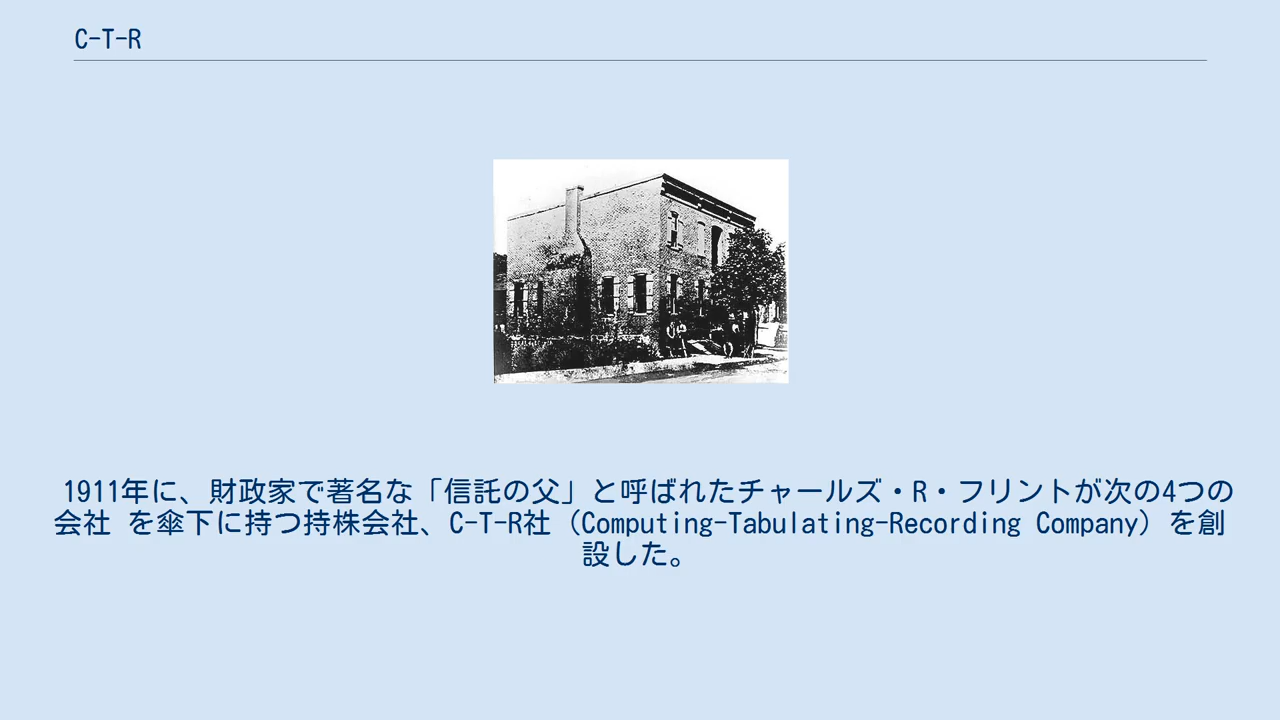 C-T-R
1911年に、財政家で著名な「信託の父」と呼ばれたチャールズ・R・フリントが次の4つの
会社 を傘下に持つ持株会社、C-T-R社（Computing-Tabulating-Recording Company）を創
設した。